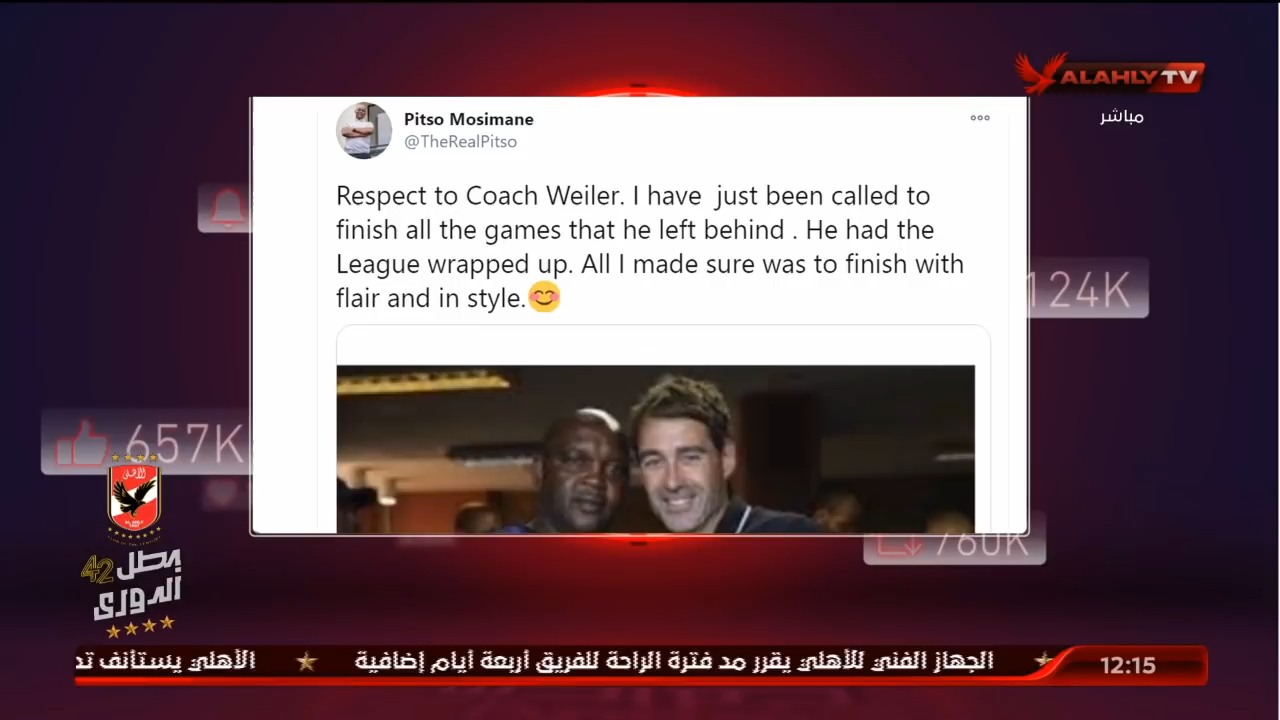 ALAHLY TV
مباشر
Pitso Mosimane
@TheRealPitso
Respect to Coach Weiler. I have just been called to
finish all the games that he left behind . He had the
League wrapped up. All I made sure was to finish with
flair and in style.😊
124K
657K
760K
الأهلي
بطل 42
الدورى
12:15
الجهاز الفني للأهلي يقرر مد فترة الراحة للفريق أربعة أيام إضافية
الأهلي يستأنف